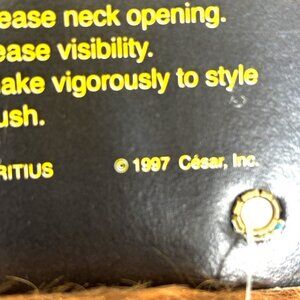 ease neck opening.
ease visibility.
ake vigorously to style
ush.
RITIUS © 1997 César, Inc.